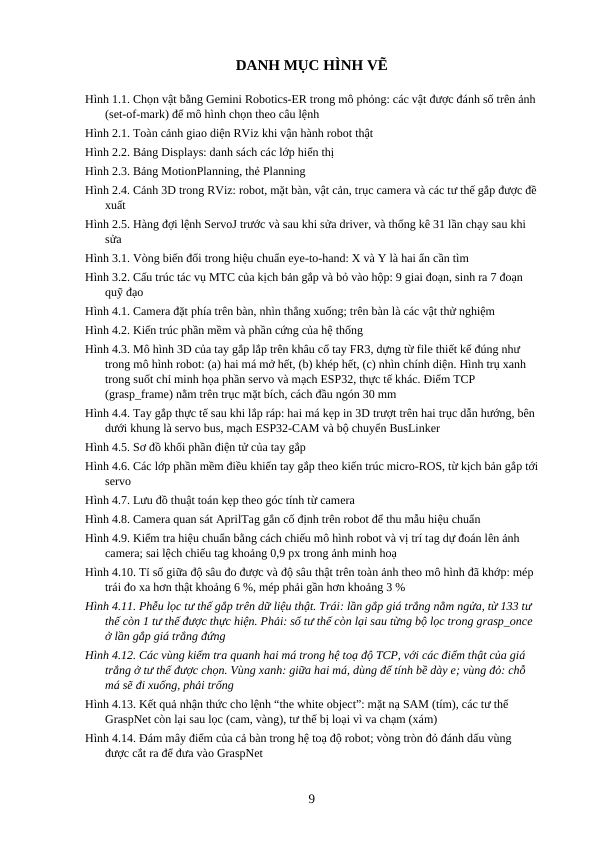 DANH MỤC HÌNH VẼ
Hình 1.1. Chọn vật bằng Gemini Robotics-ER trong mô phỏng: các vật được đánh số trên ảnh
(set-of-mark) để mô hình chọn theo câu lệnh
Hình 2.1. Toàn cảnh giao diện RViz khi vận hành robot thật
Hình 2.2. Bảng Displays: danh sách các lớp hiển thị
Hình 2.3. Bảng MotionPlanning, thẻ Planning
Hình 2.4. Cảnh 3D trong RViz: robot, mặt bàn, vật cản, trục camera và các tư thế gắp được đề
xuất
Hình 2.5. Hàng đợi lệnh ServoJ trước và sau khi sửa driver, và thống kê 31 lần chạy sau khi
sửa
Hình 3.1. Vòng biến đổi trong hiệu chuẩn eye-to-hand: X và Y là hai ẩn cần tìm
Hình 3.2. Cấu trúc tác vụ MTC của kịch bản gắp và bỏ vào hộp: 9 giai đoạn, sinh ra 7 đoạn
quỹ đạo
Hình 4.1. Camera đặt phía trên bàn, nhìn thẳng xuống; trên bàn là các vật thử nghiệm
Hình 4.2. Kiến trúc phần mềm và phần cứng của hệ thống
Hình 4.3. Mô hình 3D của tay gắp lắp trên khâu cổ tay FR3, dựng từ file thiết kế đúng như
trong mô hình robot: (a) hai má mở hết, (b) khép hết, (c) nhìn chính diện. Hình trụ xanh
trong suốt chỉ minh họa phần servo và mạch ESP32, thực tế khác. Điểm TCP
(grasp_frame) nằm trên trục mặt bích, cách đầu ngón 30 mm
Hình 4.4. Tay gắp thực tế sau khi lắp ráp: hai má kẹp in 3D trượt trên hai trục dẫn hướng, bên
dưới khung là servo bus, mạch ESP32-CAM và bộ chuyển BusLinker
Hình 4.5. Sơ đồ khối phần điện tử của tay gắp
Hình 4.6. Các lớp phần mềm điều khiển tay gắp theo kiến trúc micro-ROS, từ kịch bản gắp tới
servo
Hình 4.7. Lưu đồ thuật toán kẹp theo góc tính từ camera
Hình 4.8. Camera quan sát AprilTag gắn cố định trên robot để thu mẫu hiệu chuẩn
Hình 4.9. Kiểm tra hiệu chuẩn bằng cách chiếu mô hình robot và vị trí tag dự đoán lên ảnh
camera; sai lệch chiếu tag khoảng 0,9 px trong ảnh minh hoạ
Hình 4.10. Tỉ số giữa độ sâu đo được và độ sâu thật trên toàn ảnh theo mô hình đã khớp: mép
trái đo xa hơn thật khoảng 6 %, mép phải gần hơn khoảng 3 %
Hình 4.11. Phễu lọc tư thế gắp trên dữ liệu thật. Trái: lần gắp giá trắng nằm ngửa, từ 133 tư
thế còn 1 tư thế được thực hiện. Phải: số tư thế còn lại sau từng bộ lọc trong grasp_once
ở lần gắp giá trắng đứng
Hình 4.12. Các vùng kiểm tra quanh hai má trong hệ toạ độ TCP, với các điểm thật của giá
trắng ở tư thế được chọn. Vùng xanh: giữa hai má, dùng để tính bề dày e; vùng đỏ: chỗ
má sẽ đi xuống, phải trống
Hình 4.13. Kết quả nhận thức cho lệnh “the white object”: mặt nạ SAM (tím), các tư thế
GraspNet còn lại sau lọc (cam, vàng), tư thế bị loại vì va chạm (xám)
Hình 4.14. Đám mây điểm của cả bàn trong hệ toạ độ robot; vòng tròn đỏ đánh dấu vùng
được cắt ra để đưa vào GraspNet
9